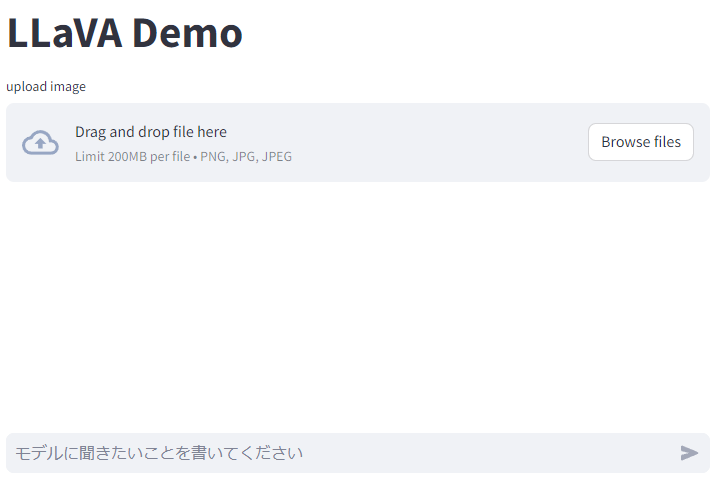 LLaVA Demo
upload image
Drag and drop file here
Limit 200MB per file • PNG, JPG, JPEG
Browse files
モデルに聞きたいことを書いてください